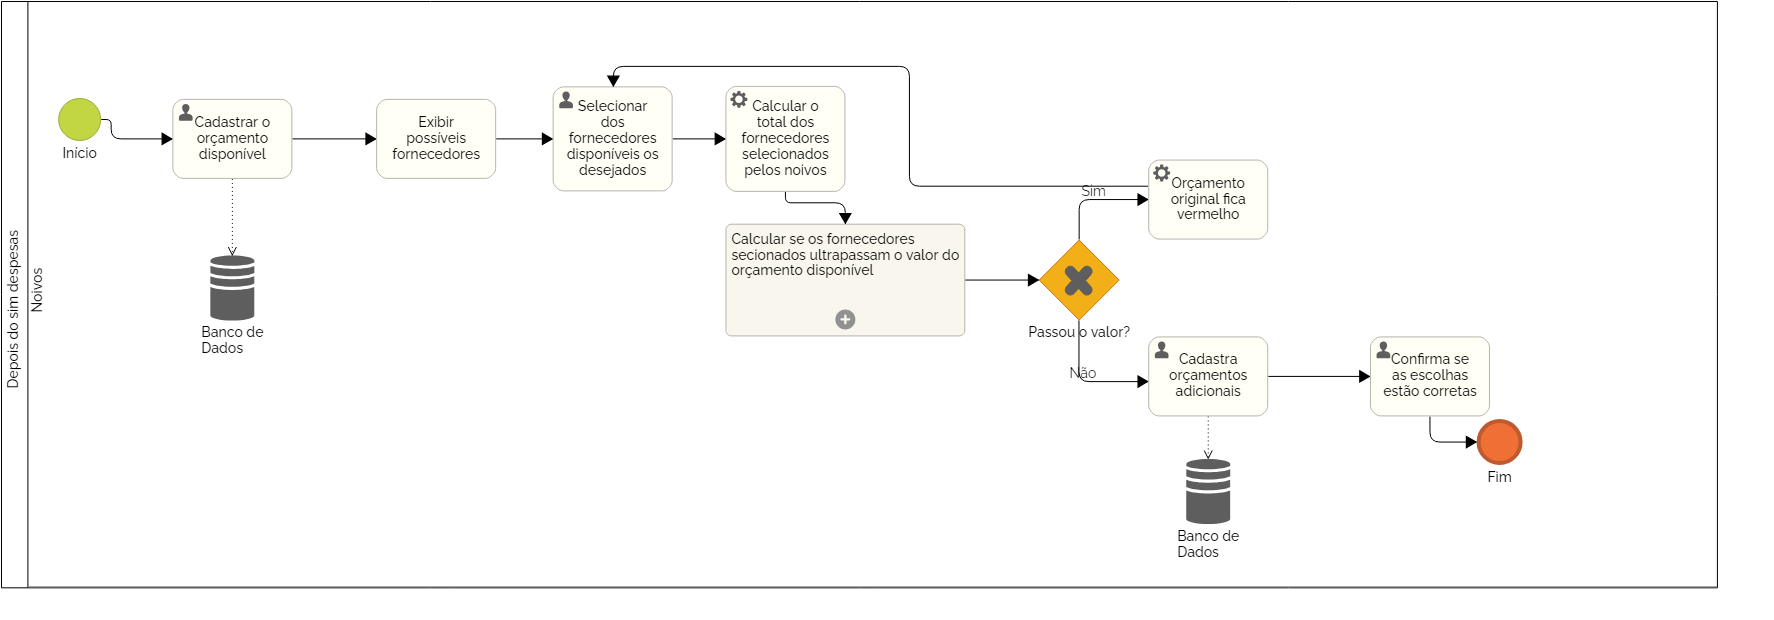 Depois do sim despesas
Noivos
Início
Cadastrar o
orçamento
disponível
Banco de
Dados
Exibir
possíveis
fornecedores
Selecionar
dos
fornecedores
disponíveis os
desejados
Calcular o
total dos
fornecedores
selecionados
pelos noivos
Calcular se os fornecedores
secionados ultrapassam o valor do
orçamento disponível
Passou o valor?
Sim
Orçamento
original fica
vermelho
Não
Cadastra
orçamentos
adicionais
Banco de
Dados
Confirma se
as escolhas
estão corretas
Fim